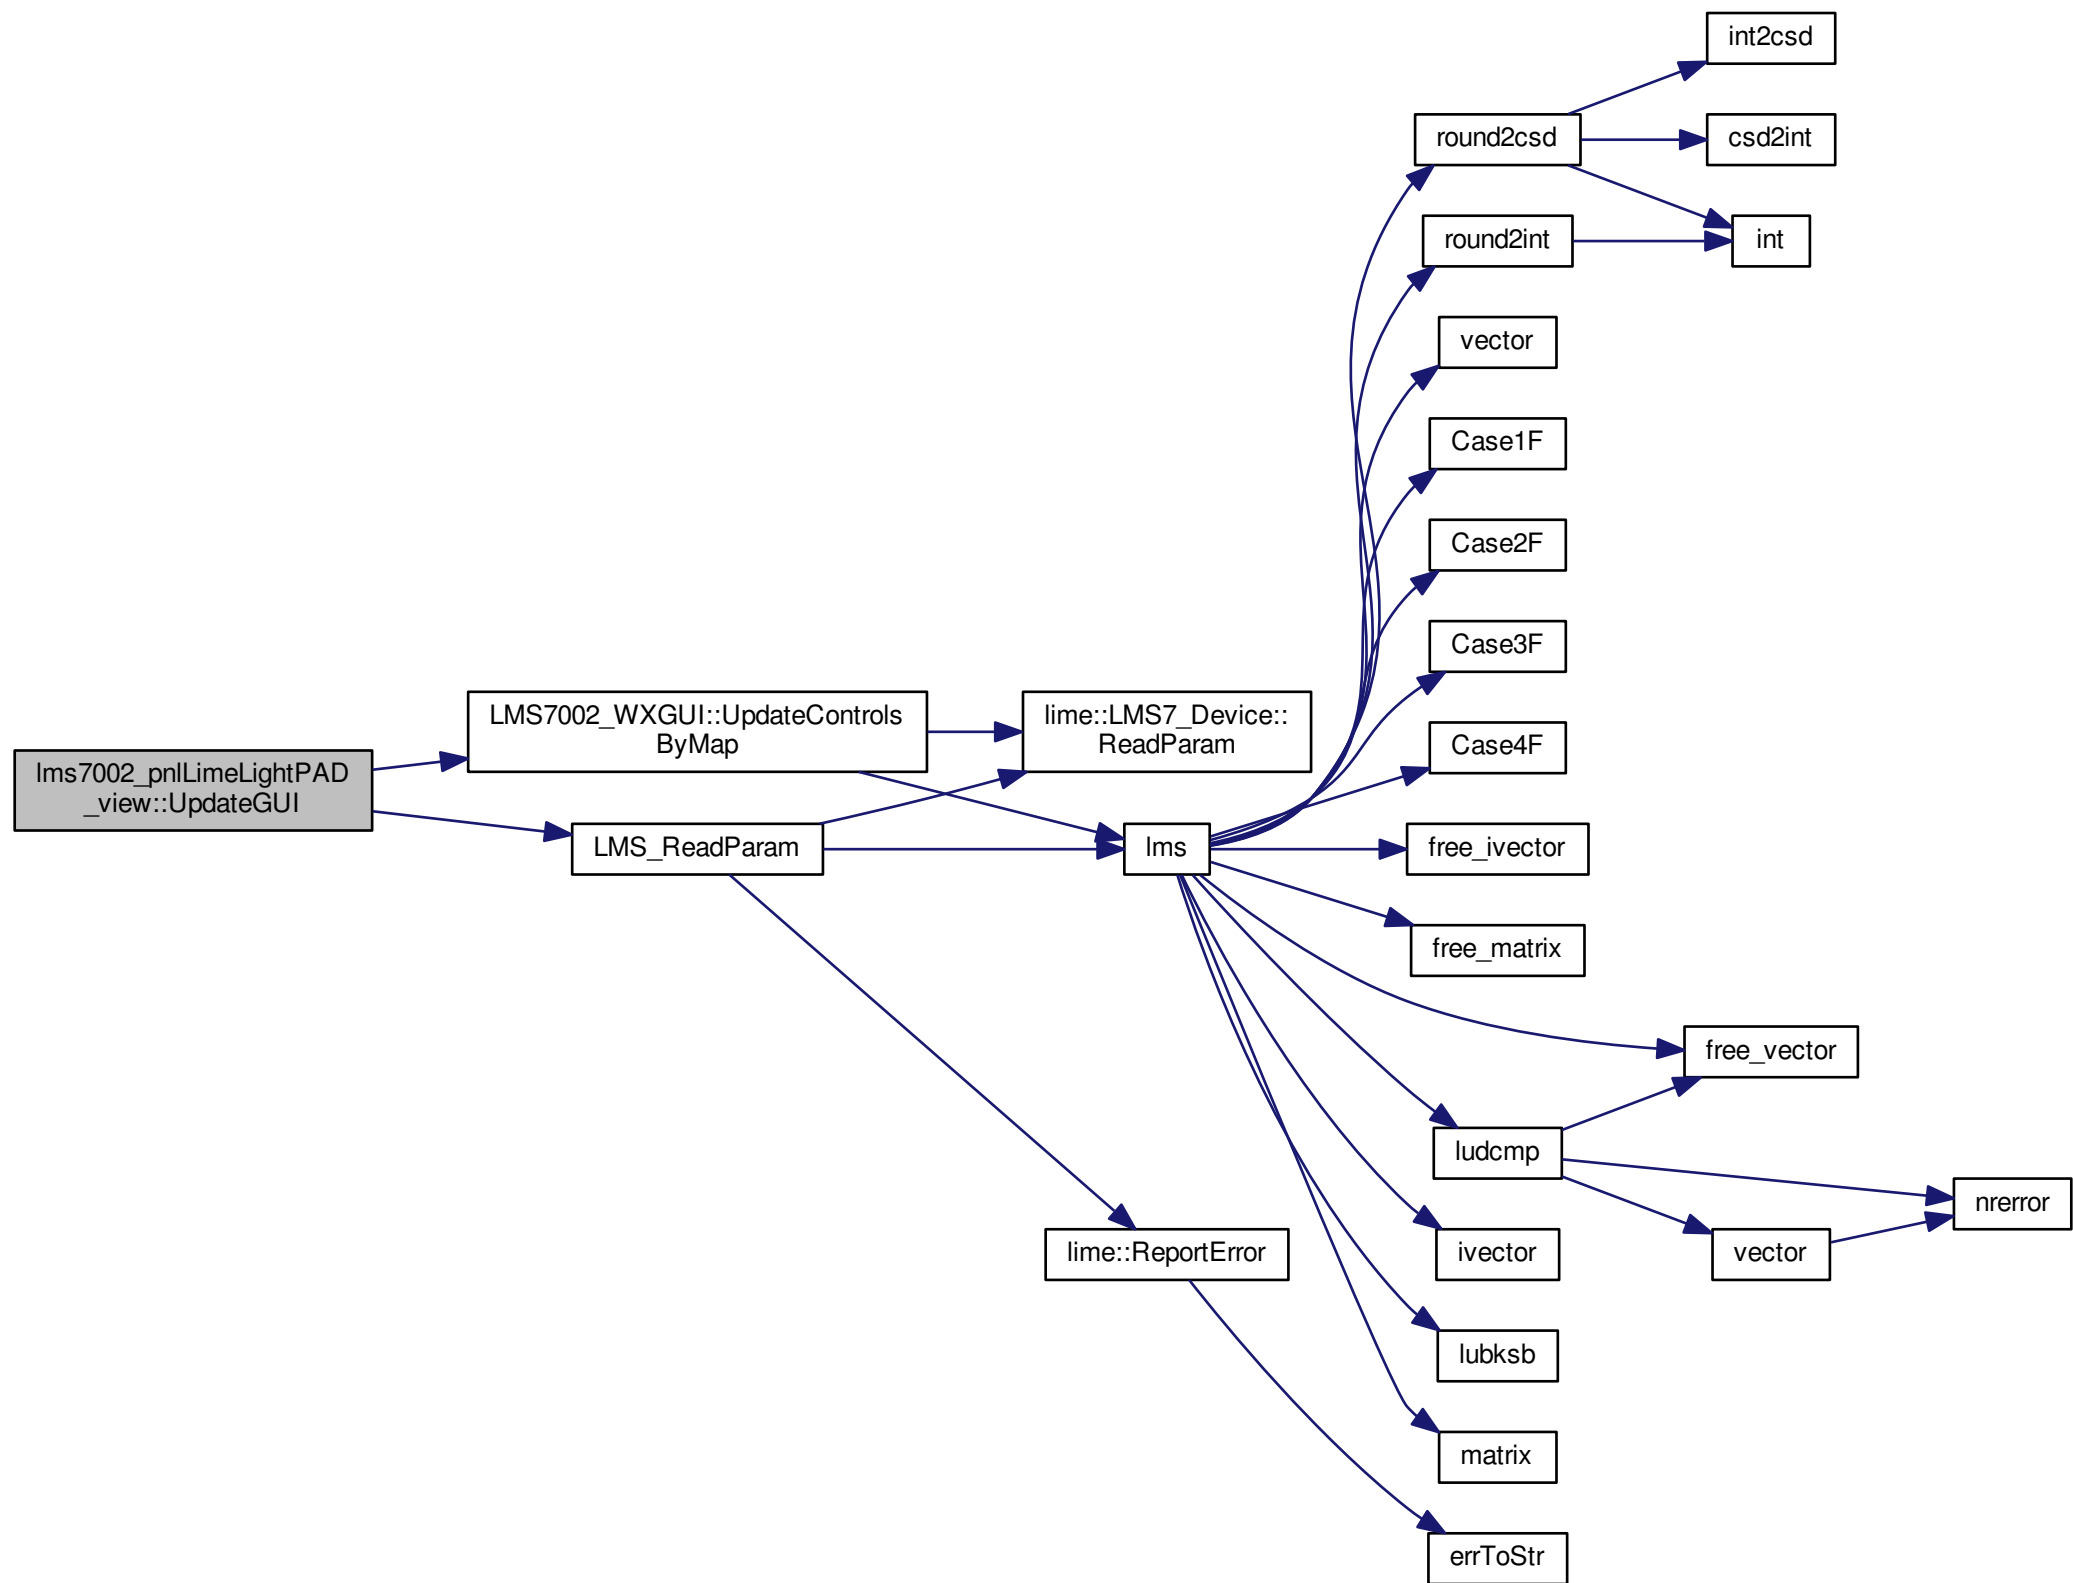 int2csd
round2csd
csd2int
round2int
int
vector
Case1F
Case2F
Case3F
LMS7002_WXGUI::UpdateControls
ByMap
lime::LMS7_Device::
ReadParam
Case4F
lms7002_pnlLimeLightPAD
_view::UpdateGUI
LMS_ReadParam
lms
free_ivector
free_matrix
free_vector
ludcmp
nrerror
lime::ReportError
ivector
vector
lubksb
matrix
errToStr